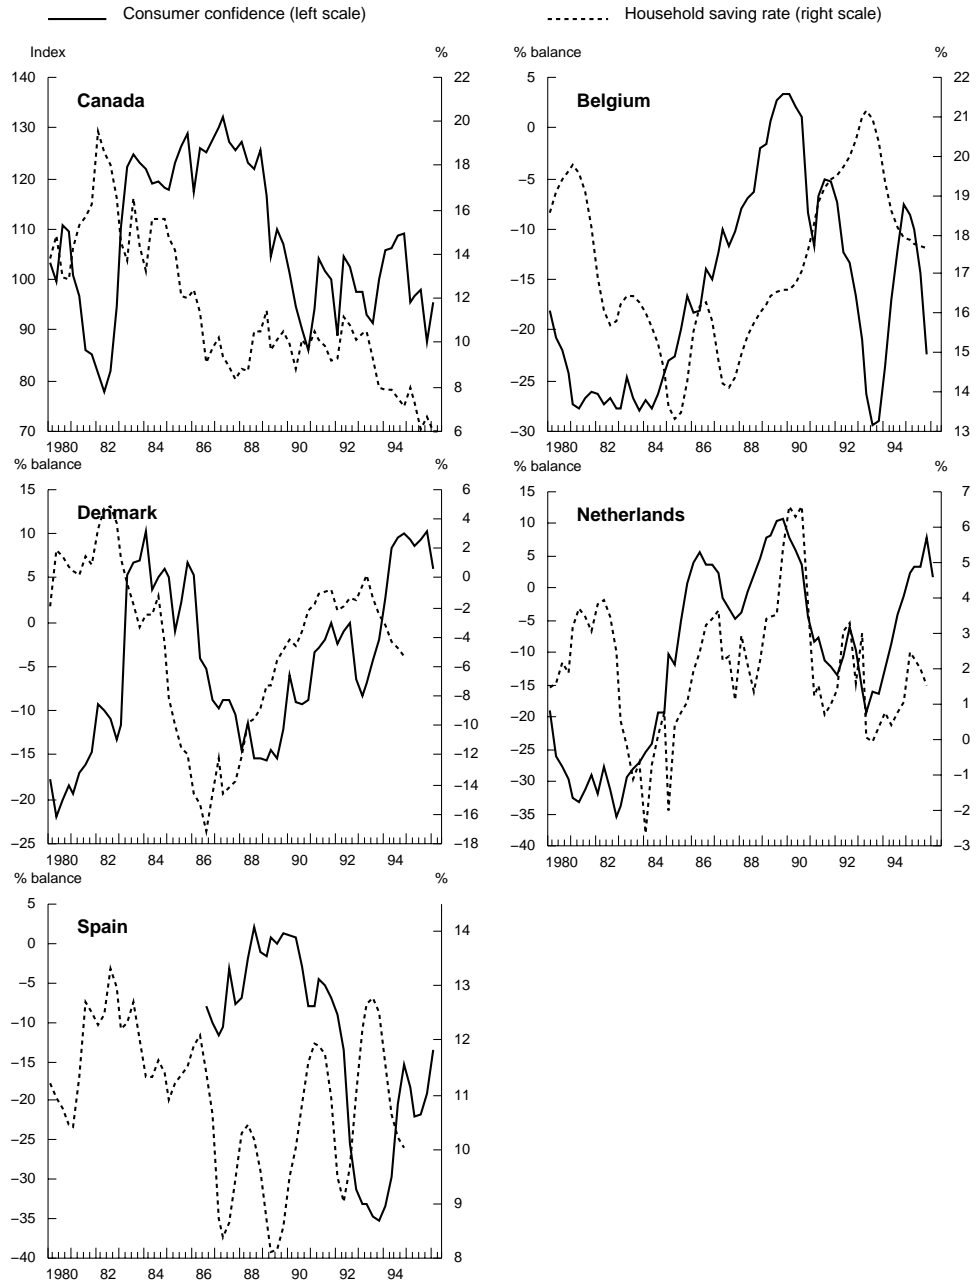 Consumer confidence (left scale) Household saving rate (right scale)
Index % % balance %
Canada Belgium
140 22 5 22
130 20 0 21
120 18 −5 20
110 16 −10 19
100 14 −15 18
90 12 −20 17
80 10 −25 16
70 8 −30 15
6 14
13
1980 82 84 86 88 90 92 94 1980 82 84 86 88 90 92 94
% balance % % balance %
Denmark Netherlands
15 6 15 7
10 4 10 6
5 2 5 5
0 0 0 4
−5 −2 −5 3
−10 −4 −10 2
−15 −6 −15 1
−20 −8 −20 0
−25 −10 −25 −1
−12 −30 −2
−14 −35 −3
−16 −40
−18
1980 82 84 86 88 90 92 94 1980 82 84 86 88 90 92 94
% balance %
Spain
5 14
0 13
−5 12
−10 11
−15 10
−20 9
−25 8
−30
−35
−40
1980 82 84 86 88 90 92 94